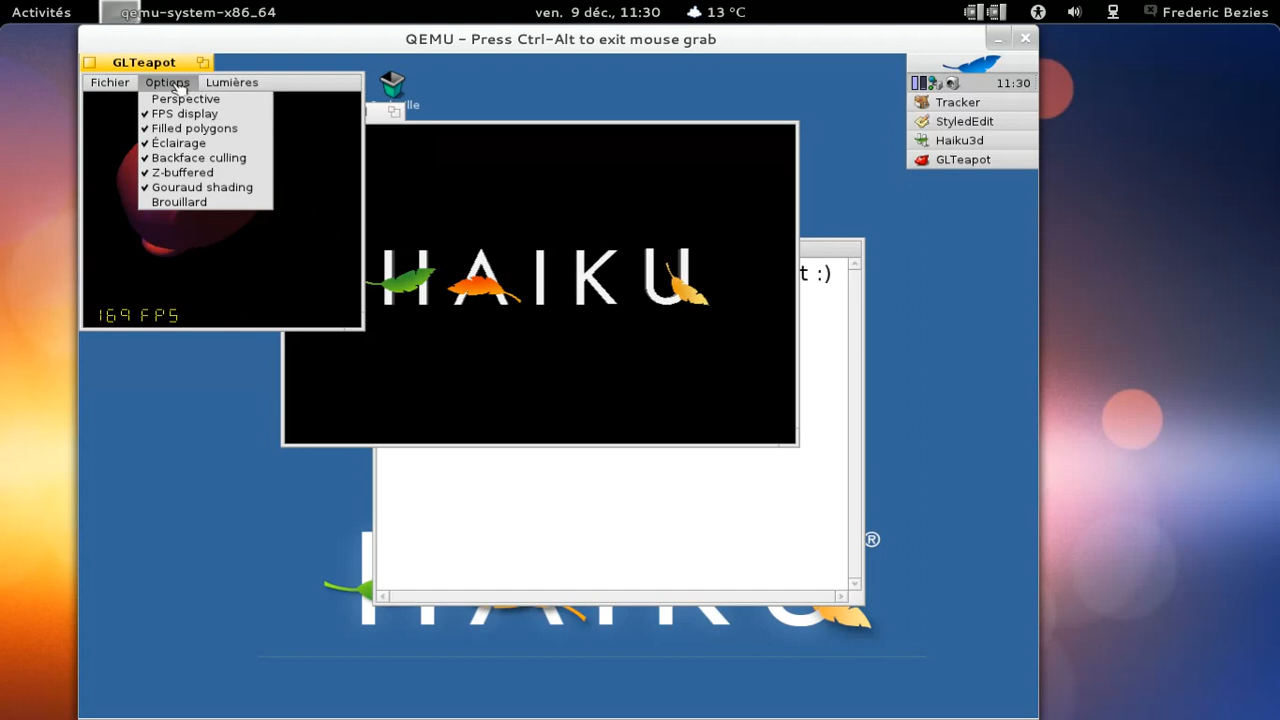 Activités
qemu-system-x86_64
ven. 9 déc., 11:30
13 °C
Frederic Bezies
QEMU - Press Ctrl-Alt to exit mouse grab
GLTeapot
Fichier
Options
Lumières
Perspective
FPS display
Filled polygons
Éclairage
Backface culling
Z-buffered
Gouraud shading
Brouillard
169 FPS
11:30
Tracker
StyledEdit
Haiku3d
GLTeapot
HAIKU
t :)
HAIKU®